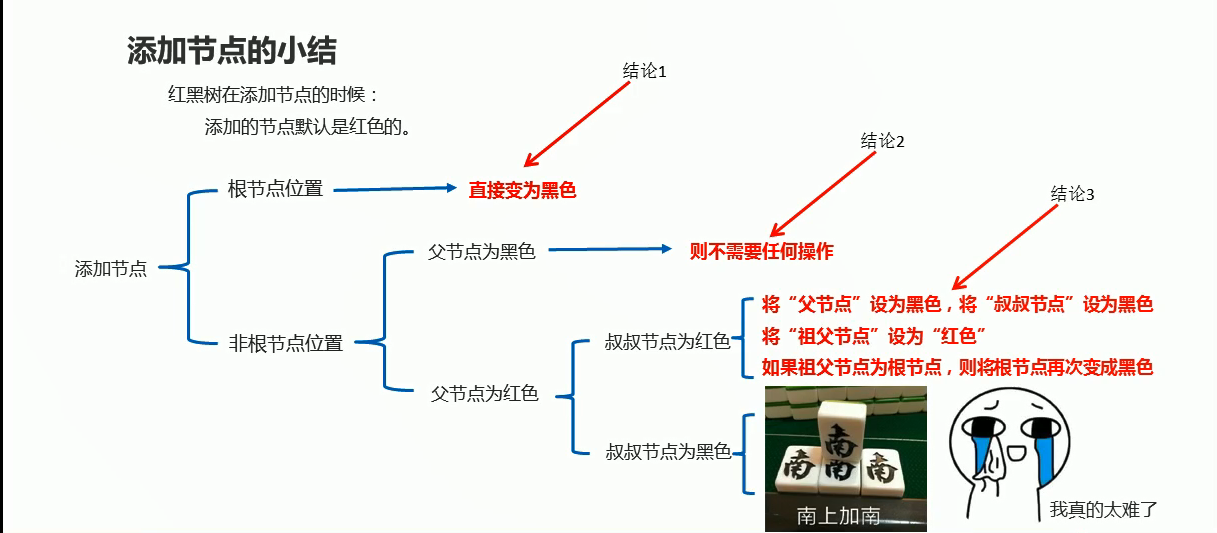 添加节点的小结
红黑树在添加节点的时候：
添加的节点默认是红色的。
结论1
结论2
结论3
根节点位置
直接变为黑色
添加节点
父节点为黑色
则不需要任何操作
非根节点位置
将“父节点”设为黑色，将“叔叔节点”设为黑色
叔叔节点为红色
将“祖父节点”设为“红色”
如果祖父节点为根节点，则将根节点再次变成黑色
父节点为红色
叔叔节点为黑色
南
南
南
南
南上加南
我真的太难了